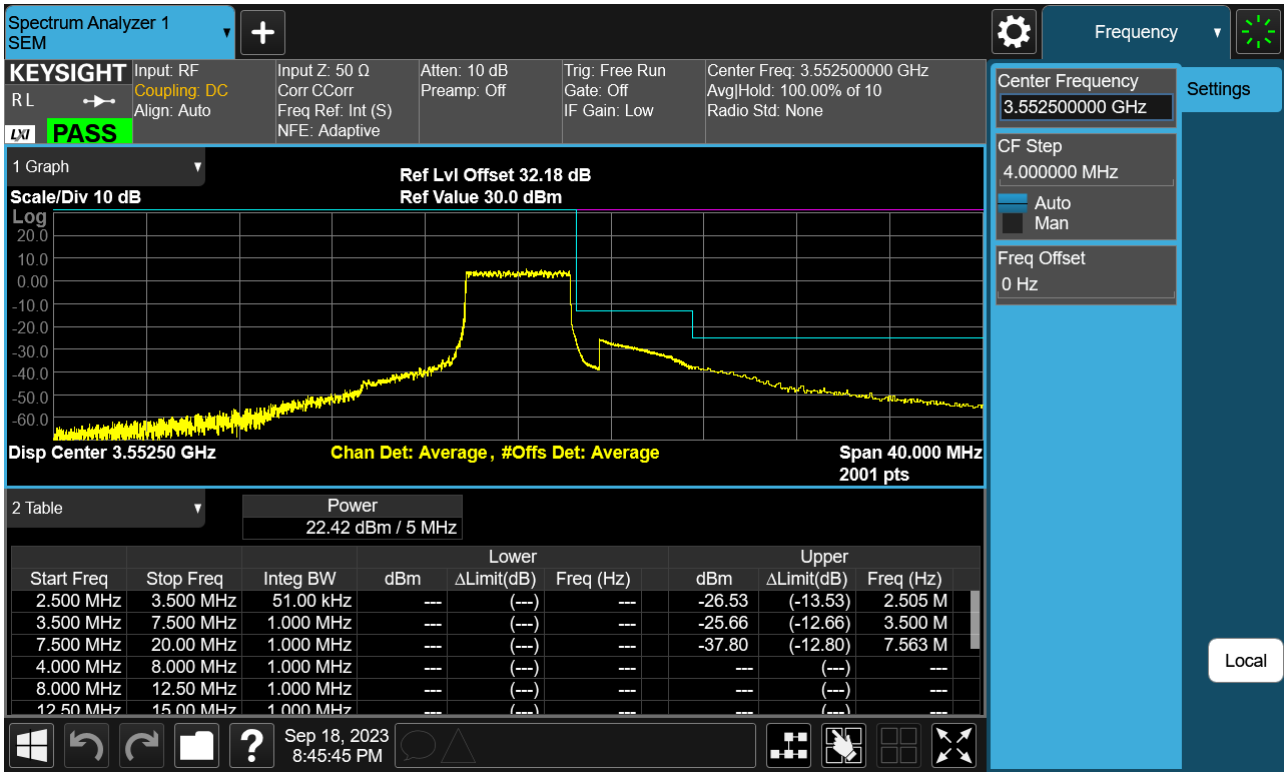 Spectrum Analyzer 1
SEM
Frequency
KEYSIGHT
R L
LXI
PASS
Input: RF
Coupling: DC
Align: Auto
Input Z: 50 Ω
Corr CCorr
Freq Ref: Int (S)
NFE: Adaptive
Atten: 10 dB
Preamp: Off
Trig: Free Run
Gate: Off
IF Gain: Low
Center Freq: 3.552500000 GHz
Avg|Hold: 100.00% of 10
Radio Std: None
Center Frequency
3.552500000 GHz
Settings
CF Step
4.000000 MHz
Auto
Man
Freq Offset
0 Hz
1 Graph
Scale/Div 10 dB
Ref Lvl Offset 32.18 dB
Ref Value 30.0 dBm
Log
20.0
10.0
0.00
-10.0
-20.0
-30.0
-40.0
-50.0
-60.0
Disp Center 3.55250 GHz
Chan Det: Average, #Offs Det: Average
Span 40.000 MHz
2001 pts
2 Table
Power
22.42 dBm / 5 MHz
Lower Upper
Start Freq Stop Freq Integ BW dBm ΔLimit(dB) Freq (Hz) dBm ΔLimit(dB) Freq (Hz)
2.500 MHz 3.500 MHz 51.00 kHz --- (---) --- -26.53 (-13.53) 2.505 M
3.500 MHz 7.500 MHz 1.000 MHz --- (---) --- -25.66 (-12.66) 3.500 M
7.500 MHz 20.00 MHz 1.000 MHz --- (---) --- -37.80 (-12.80) 7.563 M
4.000 MHz 8.000 MHz 1.000 MHz --- (---) --- --- (---) ---
8.000 MHz 12.50 MHz 1.000 MHz --- (---) --- --- (---) ---
12.50 MHz 15.00 MHz 1.000 MHz --- (---) --- --- (---) ---
Local
?
Sep 18, 2023
8:45:45 PM